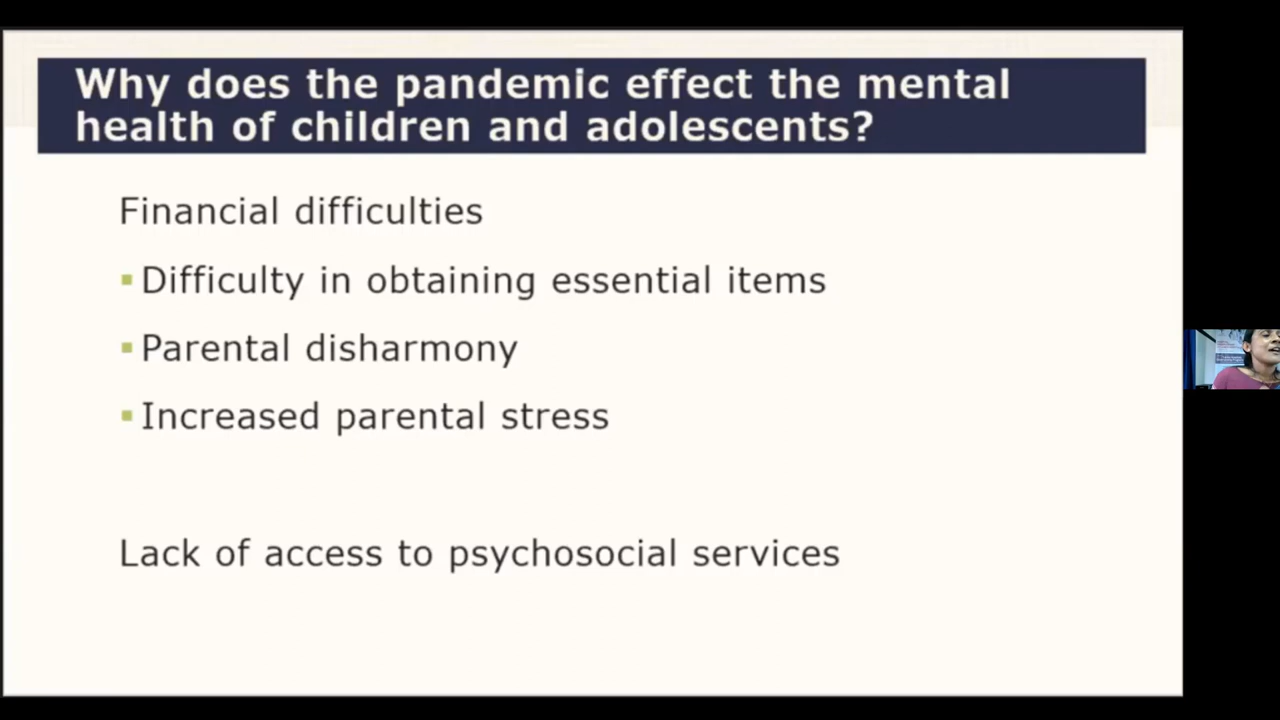 Why does the pandemic effect the mental
health of children and adolescents?
Financial difficulties
▪Difficulty in obtaining essential items
▪Parental disharmony
▪Increased parental stress
Lack of access to psychosocial services